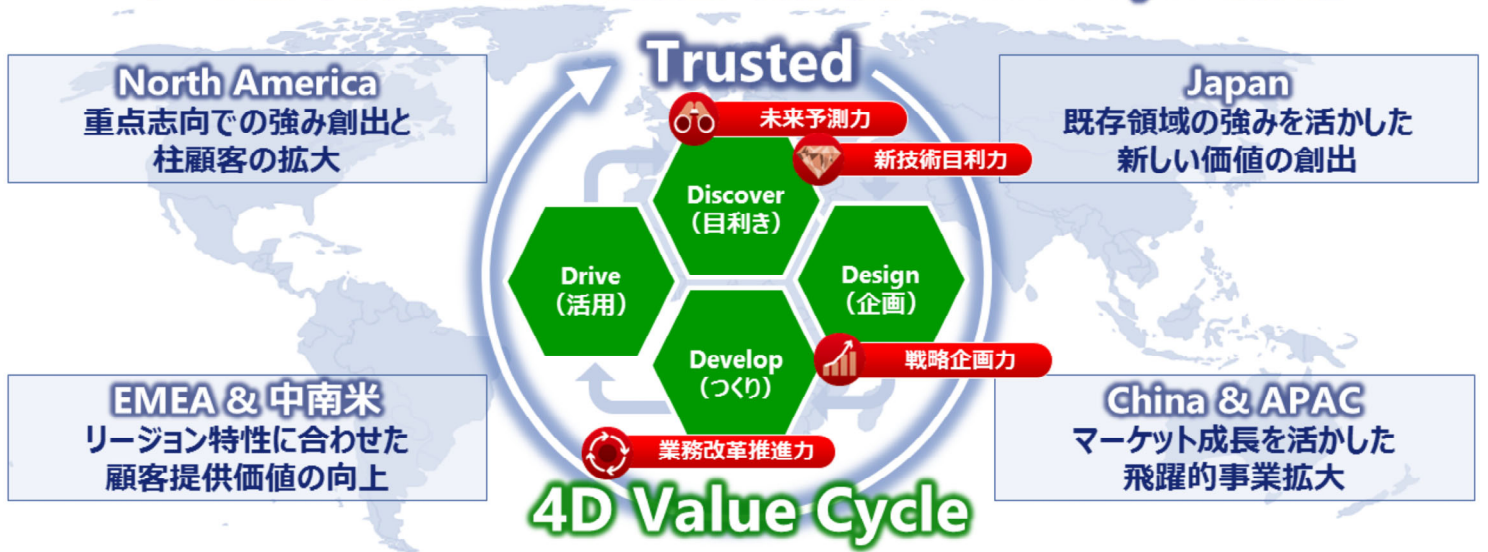 Trusted
North America
重点志向での強み創出と
柱顧客の拡大
Japan
既存領域の強みを活かした
新しい価値の創出
未来予測力
新技術目利力
Discover
（目利き）
Drive
（活用）
Design
（企画）
Develop
（つくり）
戦略企画力
業務改革推進力
EMEA & 中南米
リージョン特性に合わせた
顧客提供価値の向上
China & APAC
マーケット成長を活かした
飛躍的事業拡大
4D Value Cycle